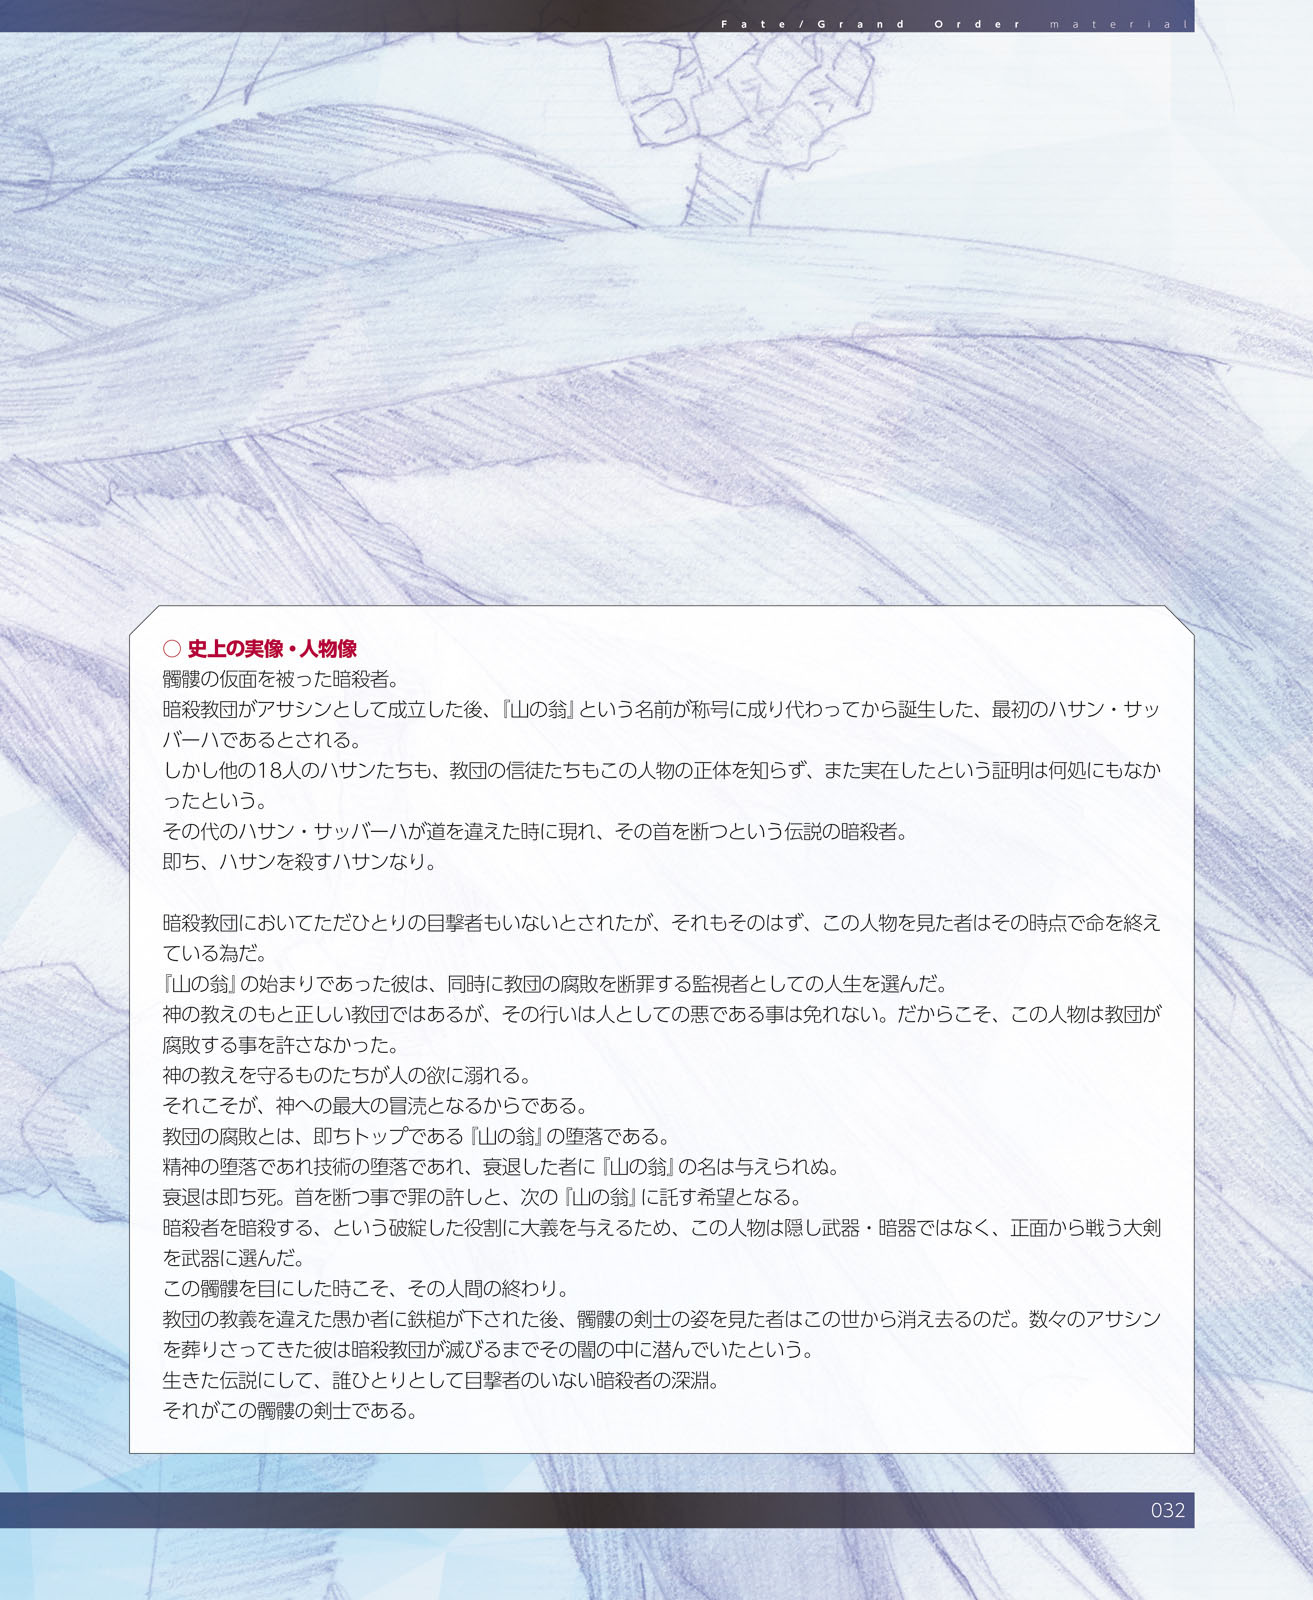 Fate/Grand Order material
○ 史上の実像・人物像
髑髏の仮面を被った暗殺者。
暗殺教団がアサシンとして成立した後、『山の翁』という名前が称号に成り代わってから誕生した、最初のハサン・サッ
バーハであるとされる。
しかし他の18人のハサンたちも、教団の信徒たちもこの人物の正体を知らず、また実在したという証明は何処にもなか
ったという。
その代のハサン・サッバーハが道を違えた時に現れ、その首を断つという伝説の暗殺者。
即ち、ハサンを殺すハサンなり。
暗殺教団においてただひとりの目撃者もいないとされたが、それもそのはず、この人物を見た者はその時点で命を終え
ている為だ。
『山の翁』の始まりであった彼は、同時に教団の腐敗を断罪する監視者としての人生を選んだ。
神の教えのもと正しい教団ではあるが、その行いは人としての悪である事は免れない。だからこそ、この人物は教団が
腐敗する事を許さなかった。
神の教えを守るものたちが人の欲に溺れる。
それこそが、神への最大の冒涜となるからである。
教団の腐敗とは、即ちトップである『山の翁』の堕落である。
精神の堕落であれ技術の堕落であれ、衰退した者に『山の翁』の名は与えられぬ。
衰退は即ち死。首を断つ事で罪の許しと、次の『山の翁』に託す希望となる。
暗殺者を暗殺する、という破綻した役割に大義を与えるため、この人物は隠し武器・暗器ではなく、正面から戦う大剣
を武器に選んだ。
この髑髏を目にした時こそ、その人間の終わり。
教団の教義を違えた愚か者に鉄槌が下された後、髑髏の剣士の姿を見た者はこの世から消え去るのだ。数々のアサシン
を葬りさってきた彼は暗殺教団が滅びるまでその闇の中に潜んでいたという。
生きた伝説にして、誰ひとりとして目撃者のいない暗殺者の深淵。
それがこの髑髏の剣士である。
032